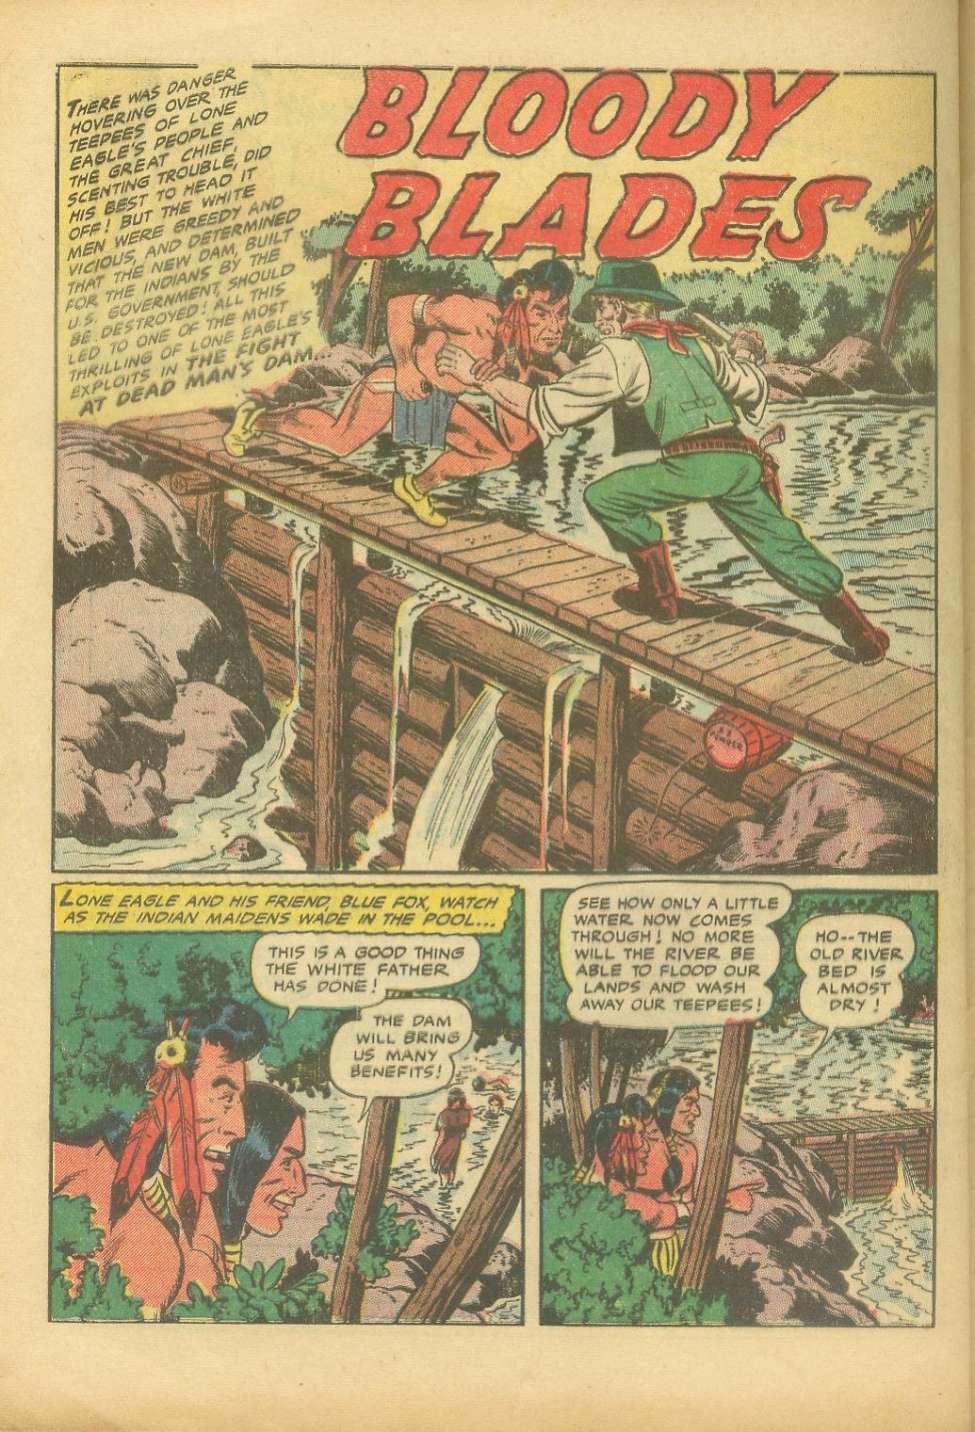 THERE WAS DANGER
HOVERING OVER THE
TEEPEES OF LONE
EAGLE'S PEOPLE AND
THE GREAT CHIEF,
SCENTING TROUBLE, DID
HIS BEST TO HEAD IT
OFF! BUT THE WHITE
MEN WERE GREEDY AND
VICIOUS, AND DETERMINED
THAT THE NEW DAM, BUILT
FOR THE INDIANS BY THE
U.S. GOVERNMENT, SHOULD
BE DESTROYED! ALL THIS
LED TO ONE OF THE MOST
THRILLING OF LONE EAGLE'S
EXPLOITS IN THE FIGHT
AT DEAD MAN'S DAM...
BLOODY
BLADES
POWDER
LONE EAGLE AND HIS FRIEND, BLUE FOX, WATCH
AS THE INDIAN MAIDENS WADE IN THE POOL...
THIS IS A GOOD THING
THE WHITE FATHER
HAS DONE!
THE DAM
WILL BRING
US MANY
BENEFITS!
SEE HOW ONLY A LITTLE
WATER NOW COMES
THROUGH! NO MORE
WILL THE RIVER BE
ABLE TO FLOOD OUR
LANDS AND WASH
AWAY OUR TEEPEES!
HO--THE
OLD RIVER
BED IS
ALMOST
DRY!